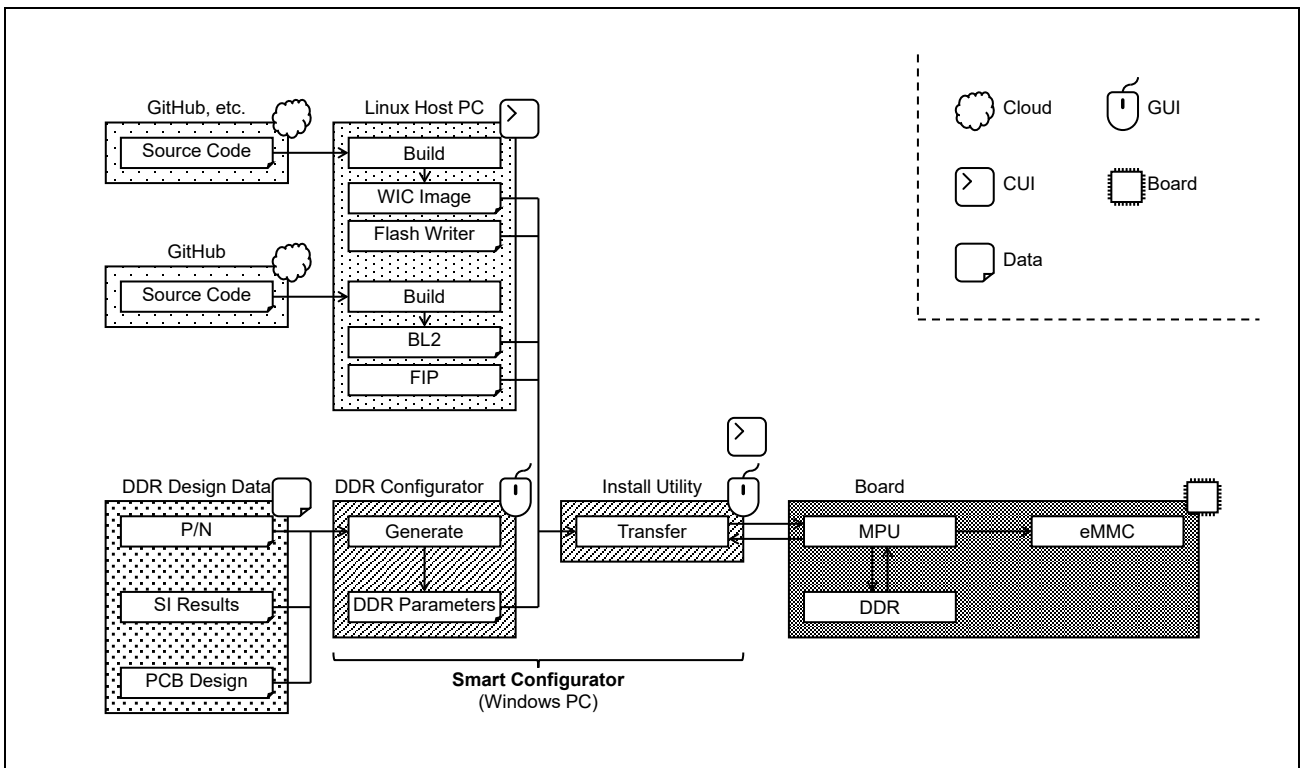 GitHub, etc.
Source Code
Linux Host PC
Build
WIC Image
Flash Writer
GitHub
Source Code
Build
BL2
FIP
Cloud
GUI
CUI
Board
Data
DDR Design Data
P/N
SI Results
PCB Design
DDR Configurator
Generate
DDR Parameters
Install Utility
Transfer
Board
MPU
eMMC
DDR
Smart Configurator
(Windows PC)